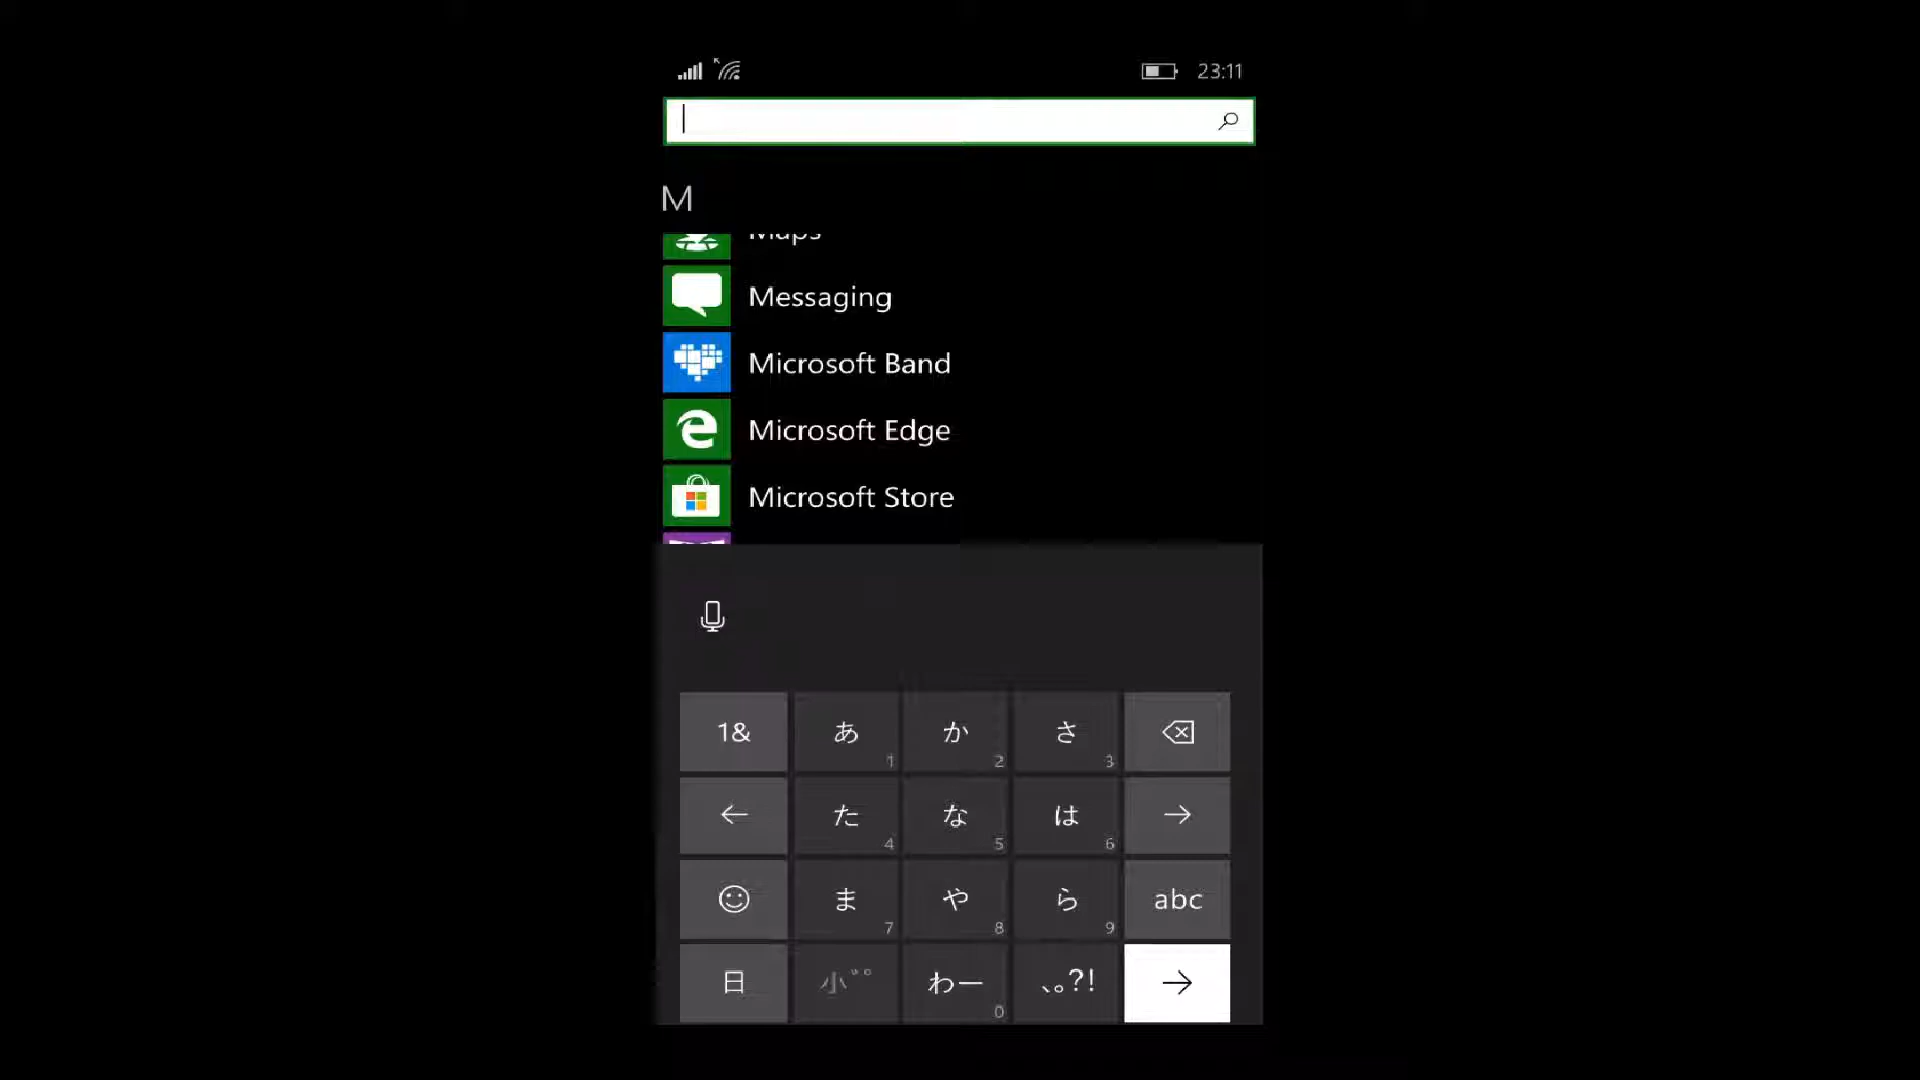 23:11
M
Maps
Messaging
Microsoft Band
Microsoft Edge
Microsoft Store
1& あ1 か2 さ3
た4 な5 は6
ま7 や8 ら9 abc
日 小゛゜ わー0 、。?!